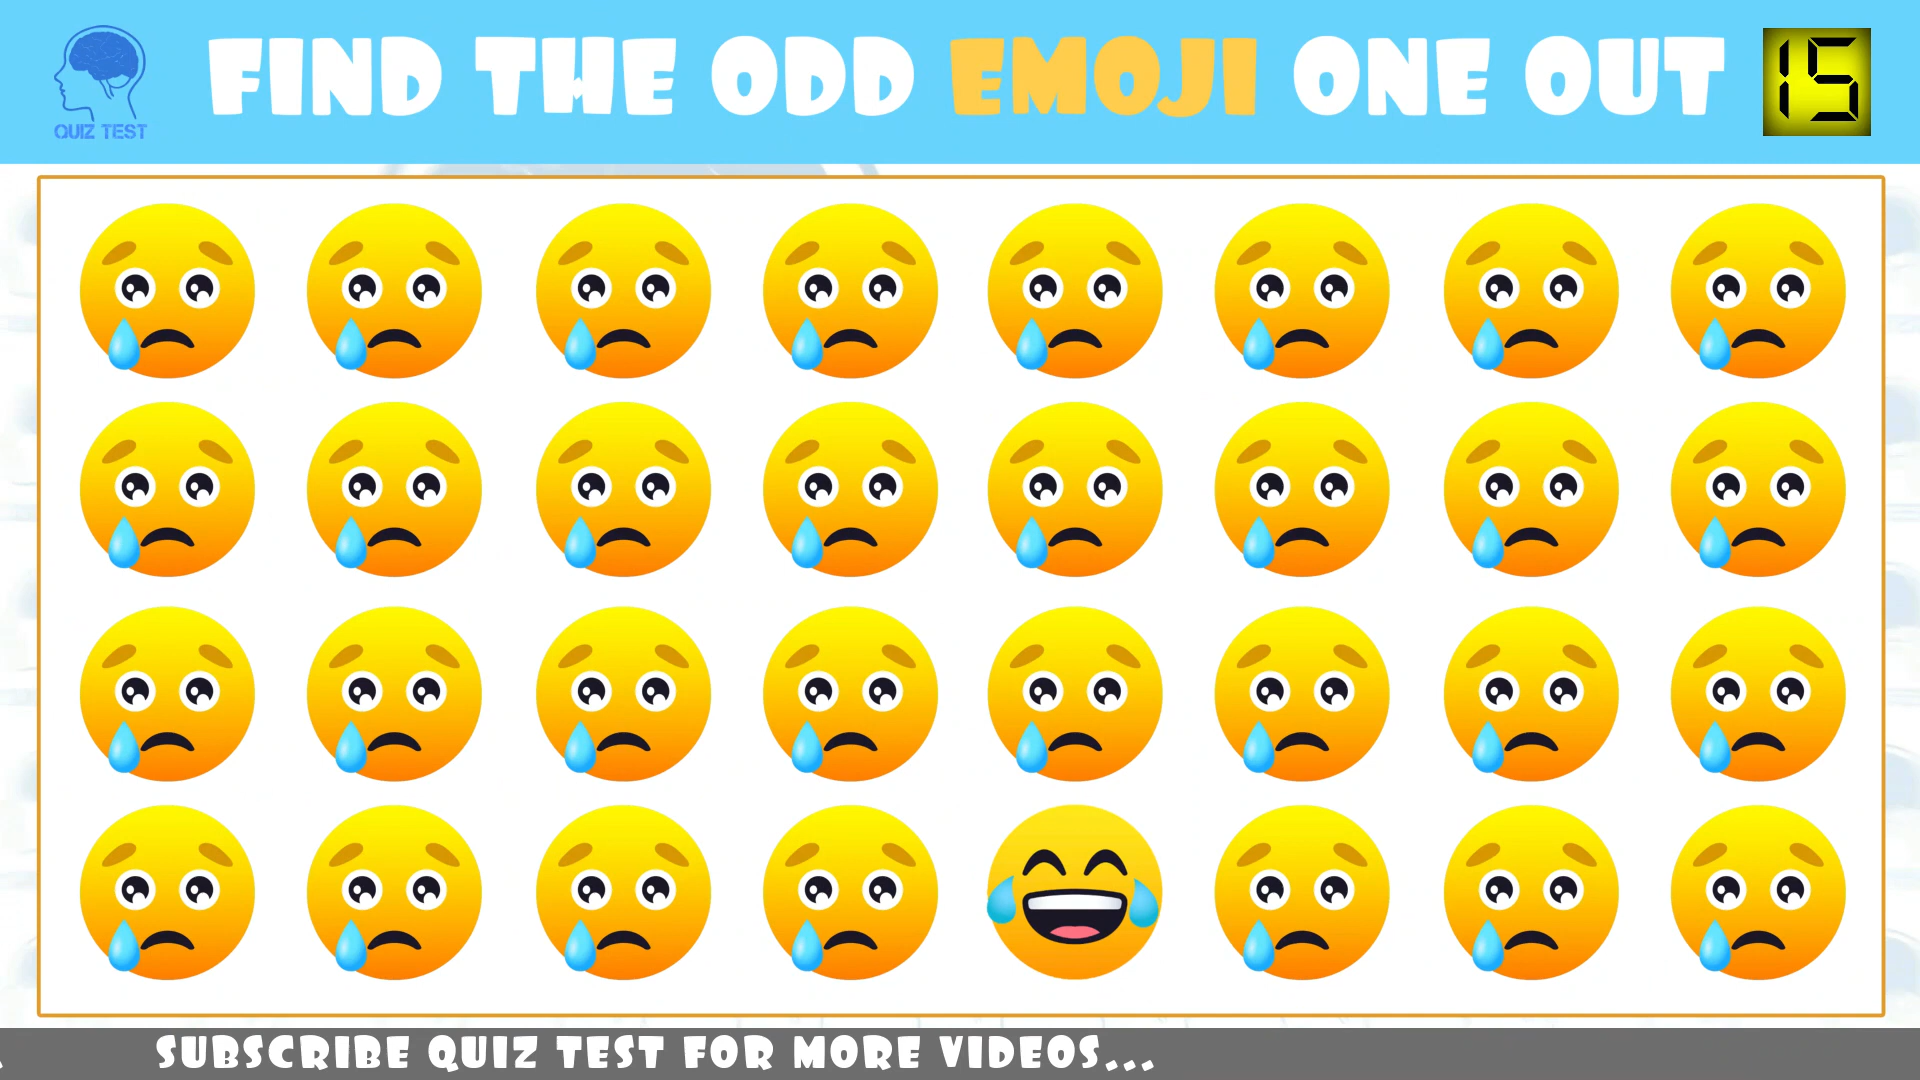 QUIZ TEST
FIND THE ODD EMOJI ONE OUT
15
SUBSCRIBE QUIZ TEST FOR MORE VIDEOS...